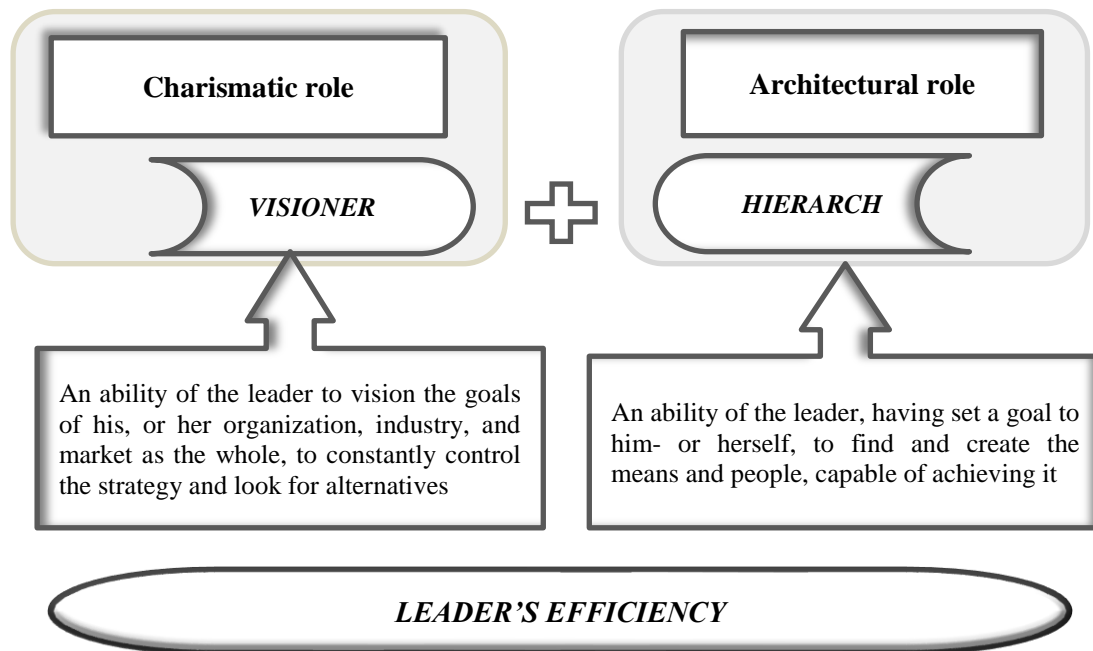 Charismatic role
VISIONER
Architectural role
HIERARCH
An ability of the leader to vision the goals
of his, or her organization, industry, and
market as the whole, to constantly control
the strategy and look for alternatives
An ability of the leader, having set a goal to
him- or herself, to find and create the
means and people, capable of achieving it
LEADER’S EFFICIENCY